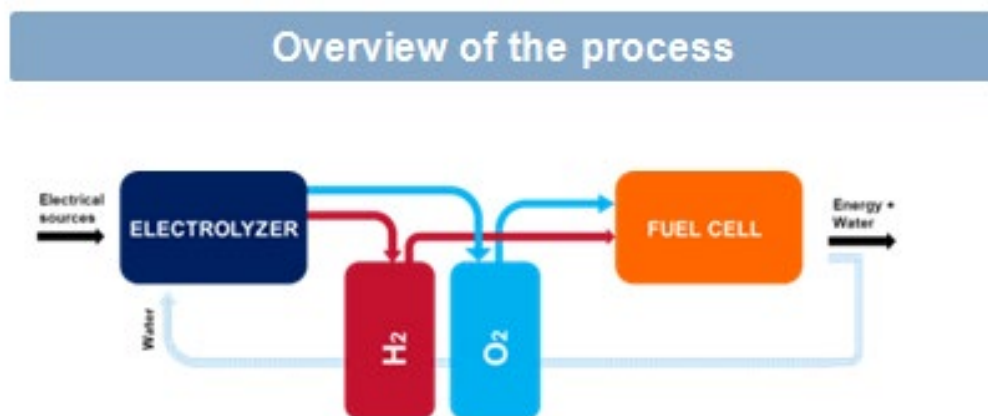 Overview of the process
Electrical
sources
ELECTROLYZER
FUEL CELL
Energy +
Water
Water
H₂
O₂